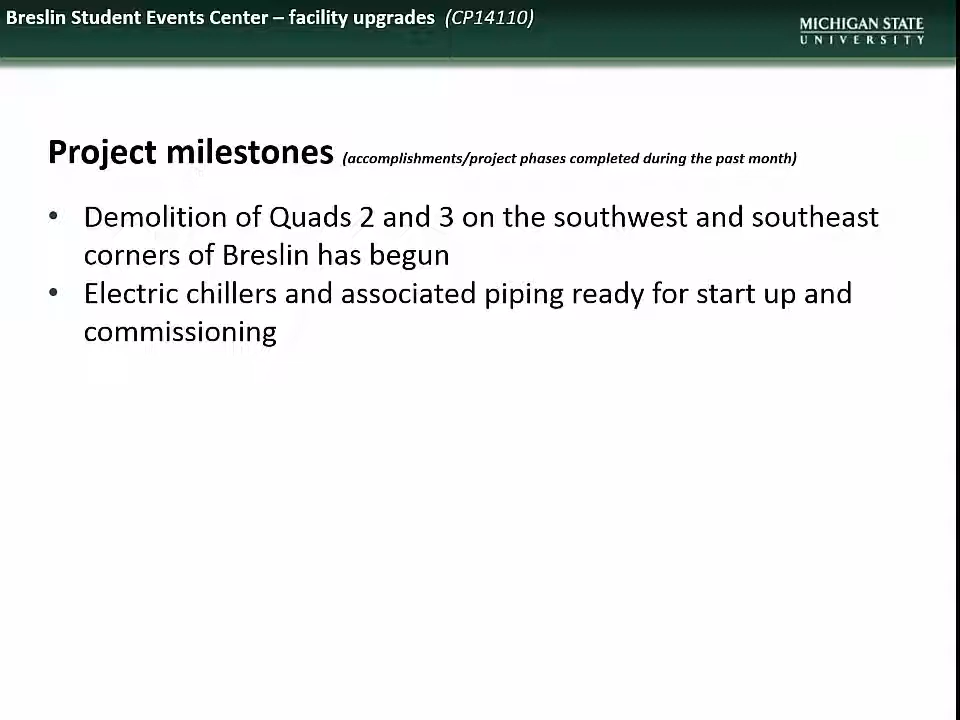 Breslin Student Events Center – facility upgrades (CP14110)
MICHIGAN STATE
UNIVERSITY
Project milestones (accomplishments/project phases completed during the past month)
• Demolition of Quads 2 and 3 on the southwest and southeast
corners of Breslin has begun
• Electric chillers and associated piping ready for start up and
commissioning